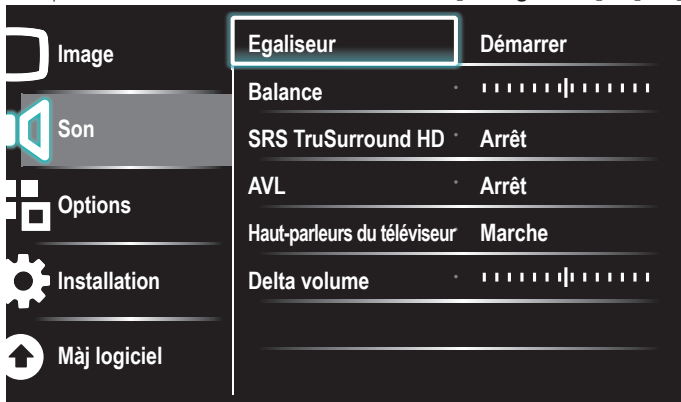 Image
Son
Options
Installation
Màj logiciel
Egaliseur Démarrer
Balance
SRS TruSurround HD Arrêt
AVL Arrêt
Haut-parleurs du téléviseur Marche
Delta volume